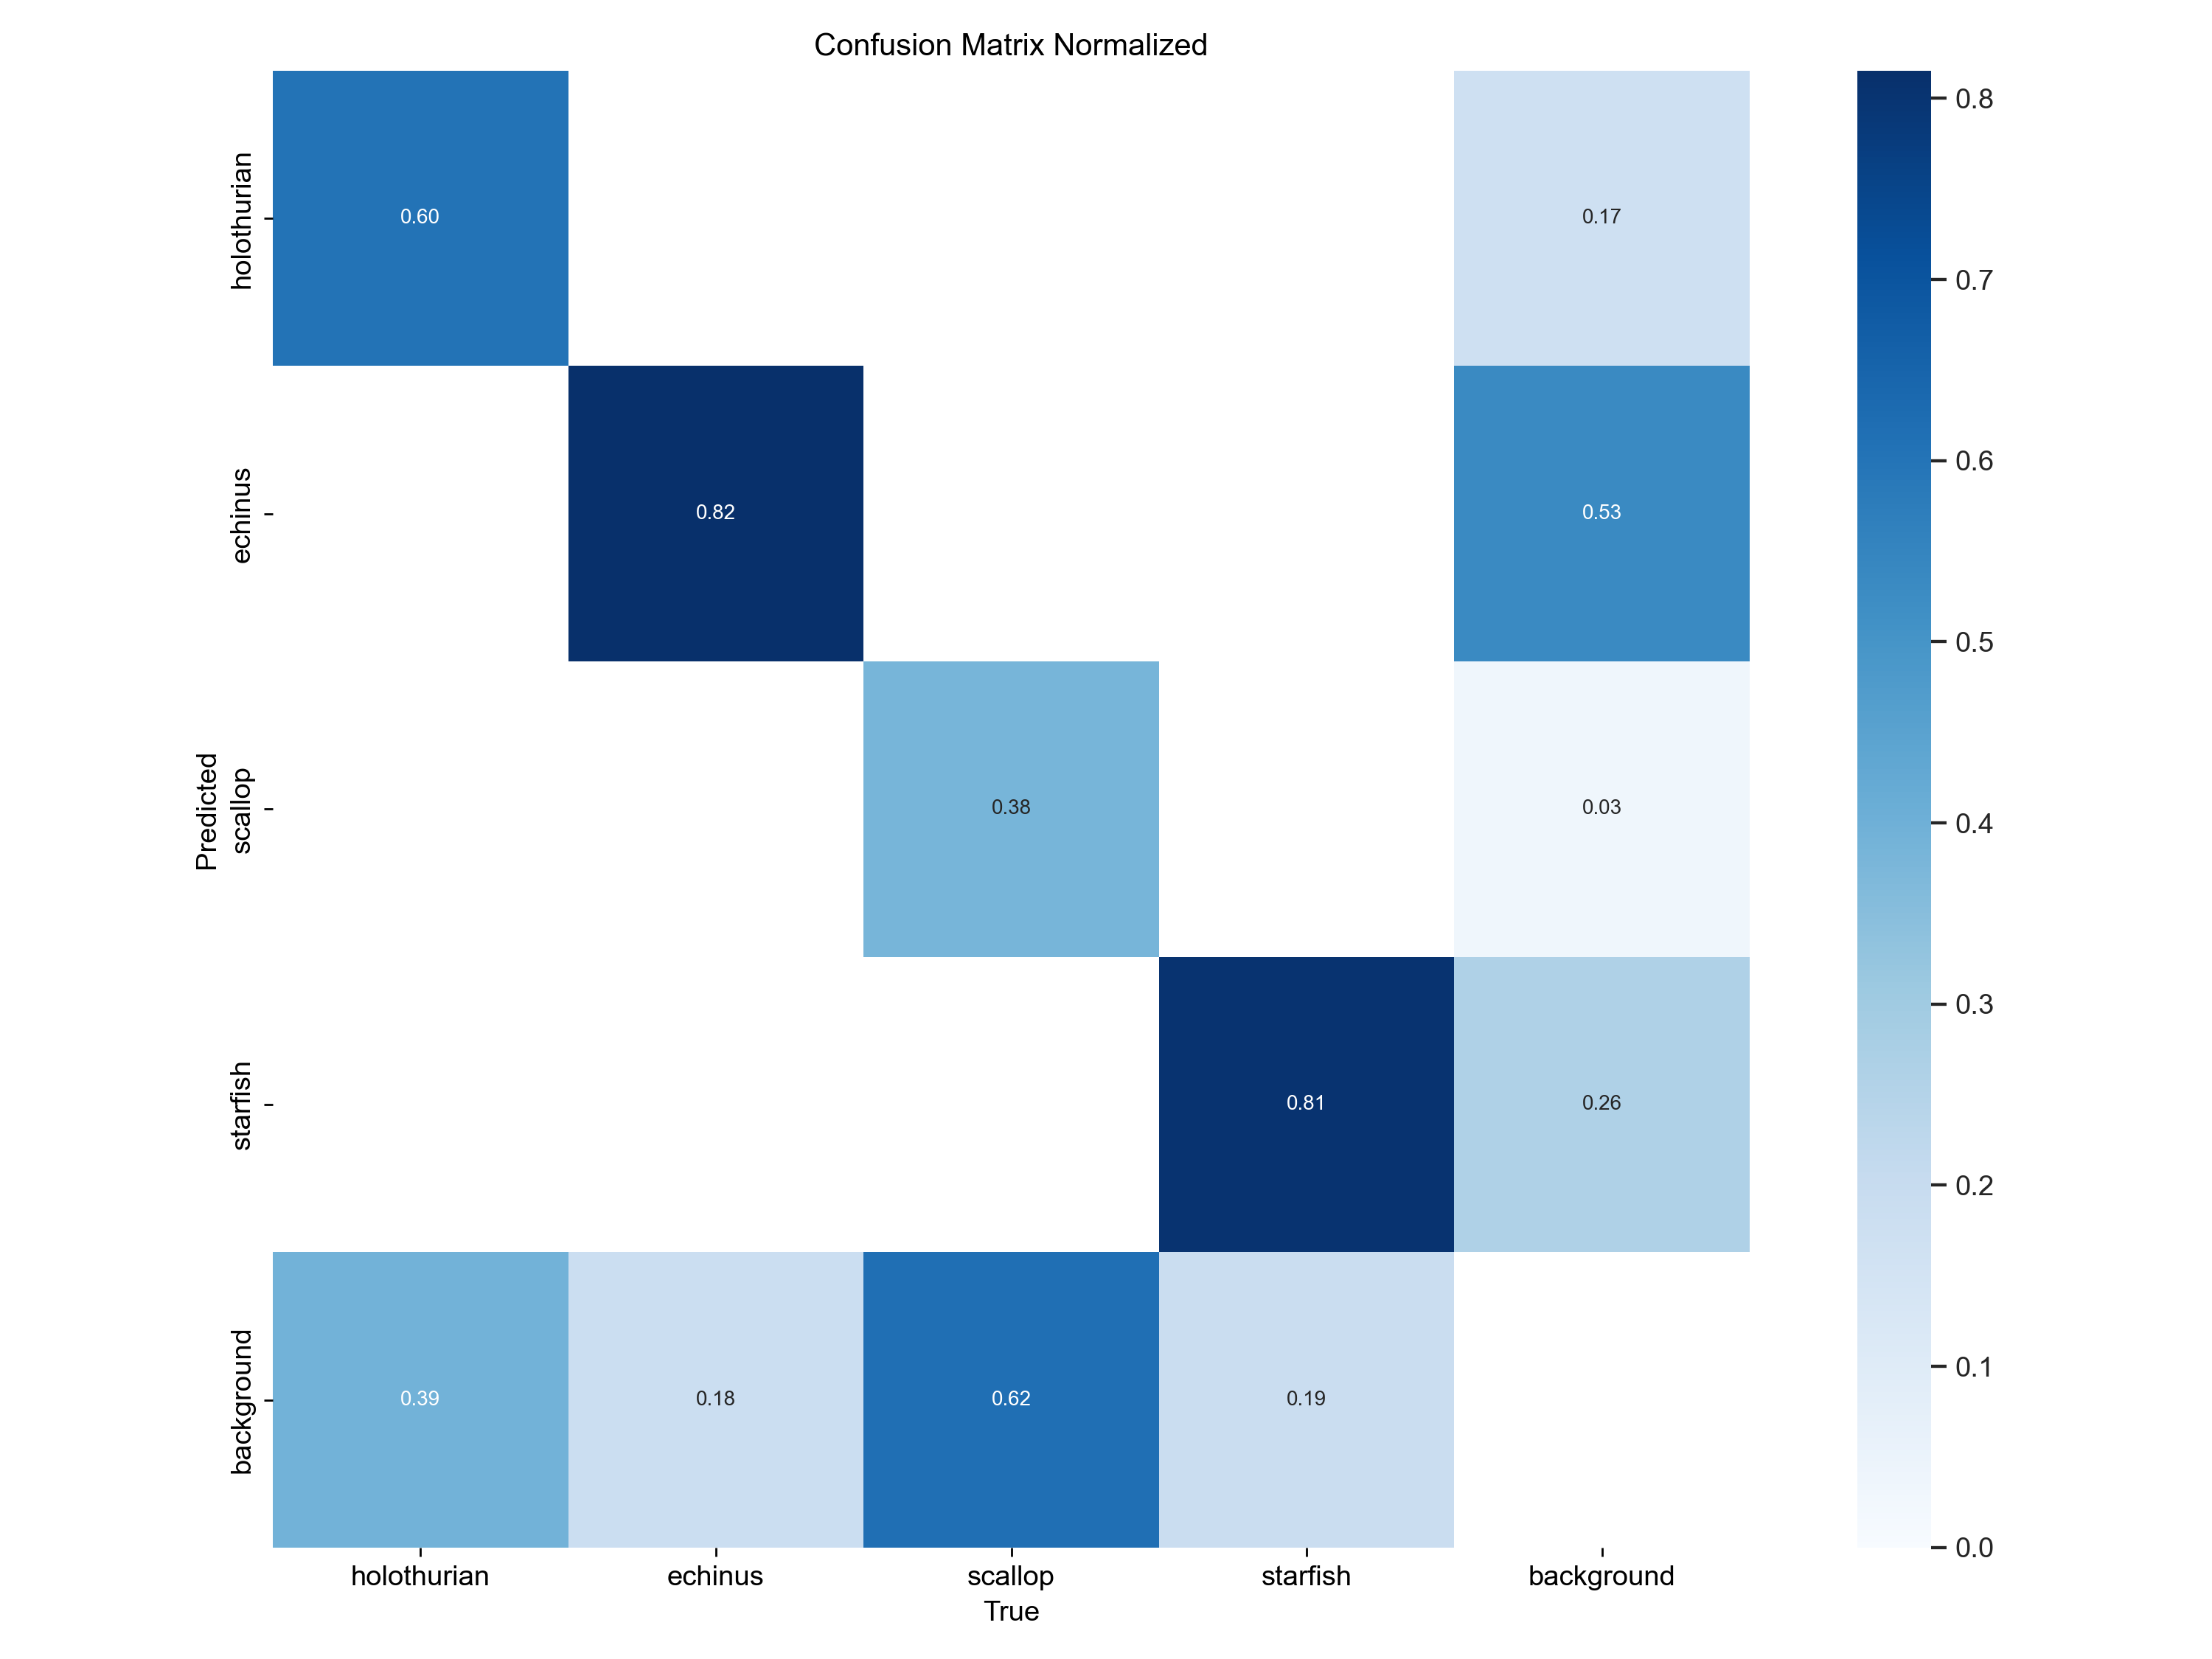 Confusion Matrix Normalized
holothurian
0.60
0.17
echinus
0.82
0.53
Predicted
scallop
0.38
0.03
starfish
0.81
0.26
background
0.39
0.18
0.62
0.19
holothurian
echinus
scallop
starfish
background
True
0.8
0.7
0.6
0.5
0.4
0.3
0.2
0.1
0.0